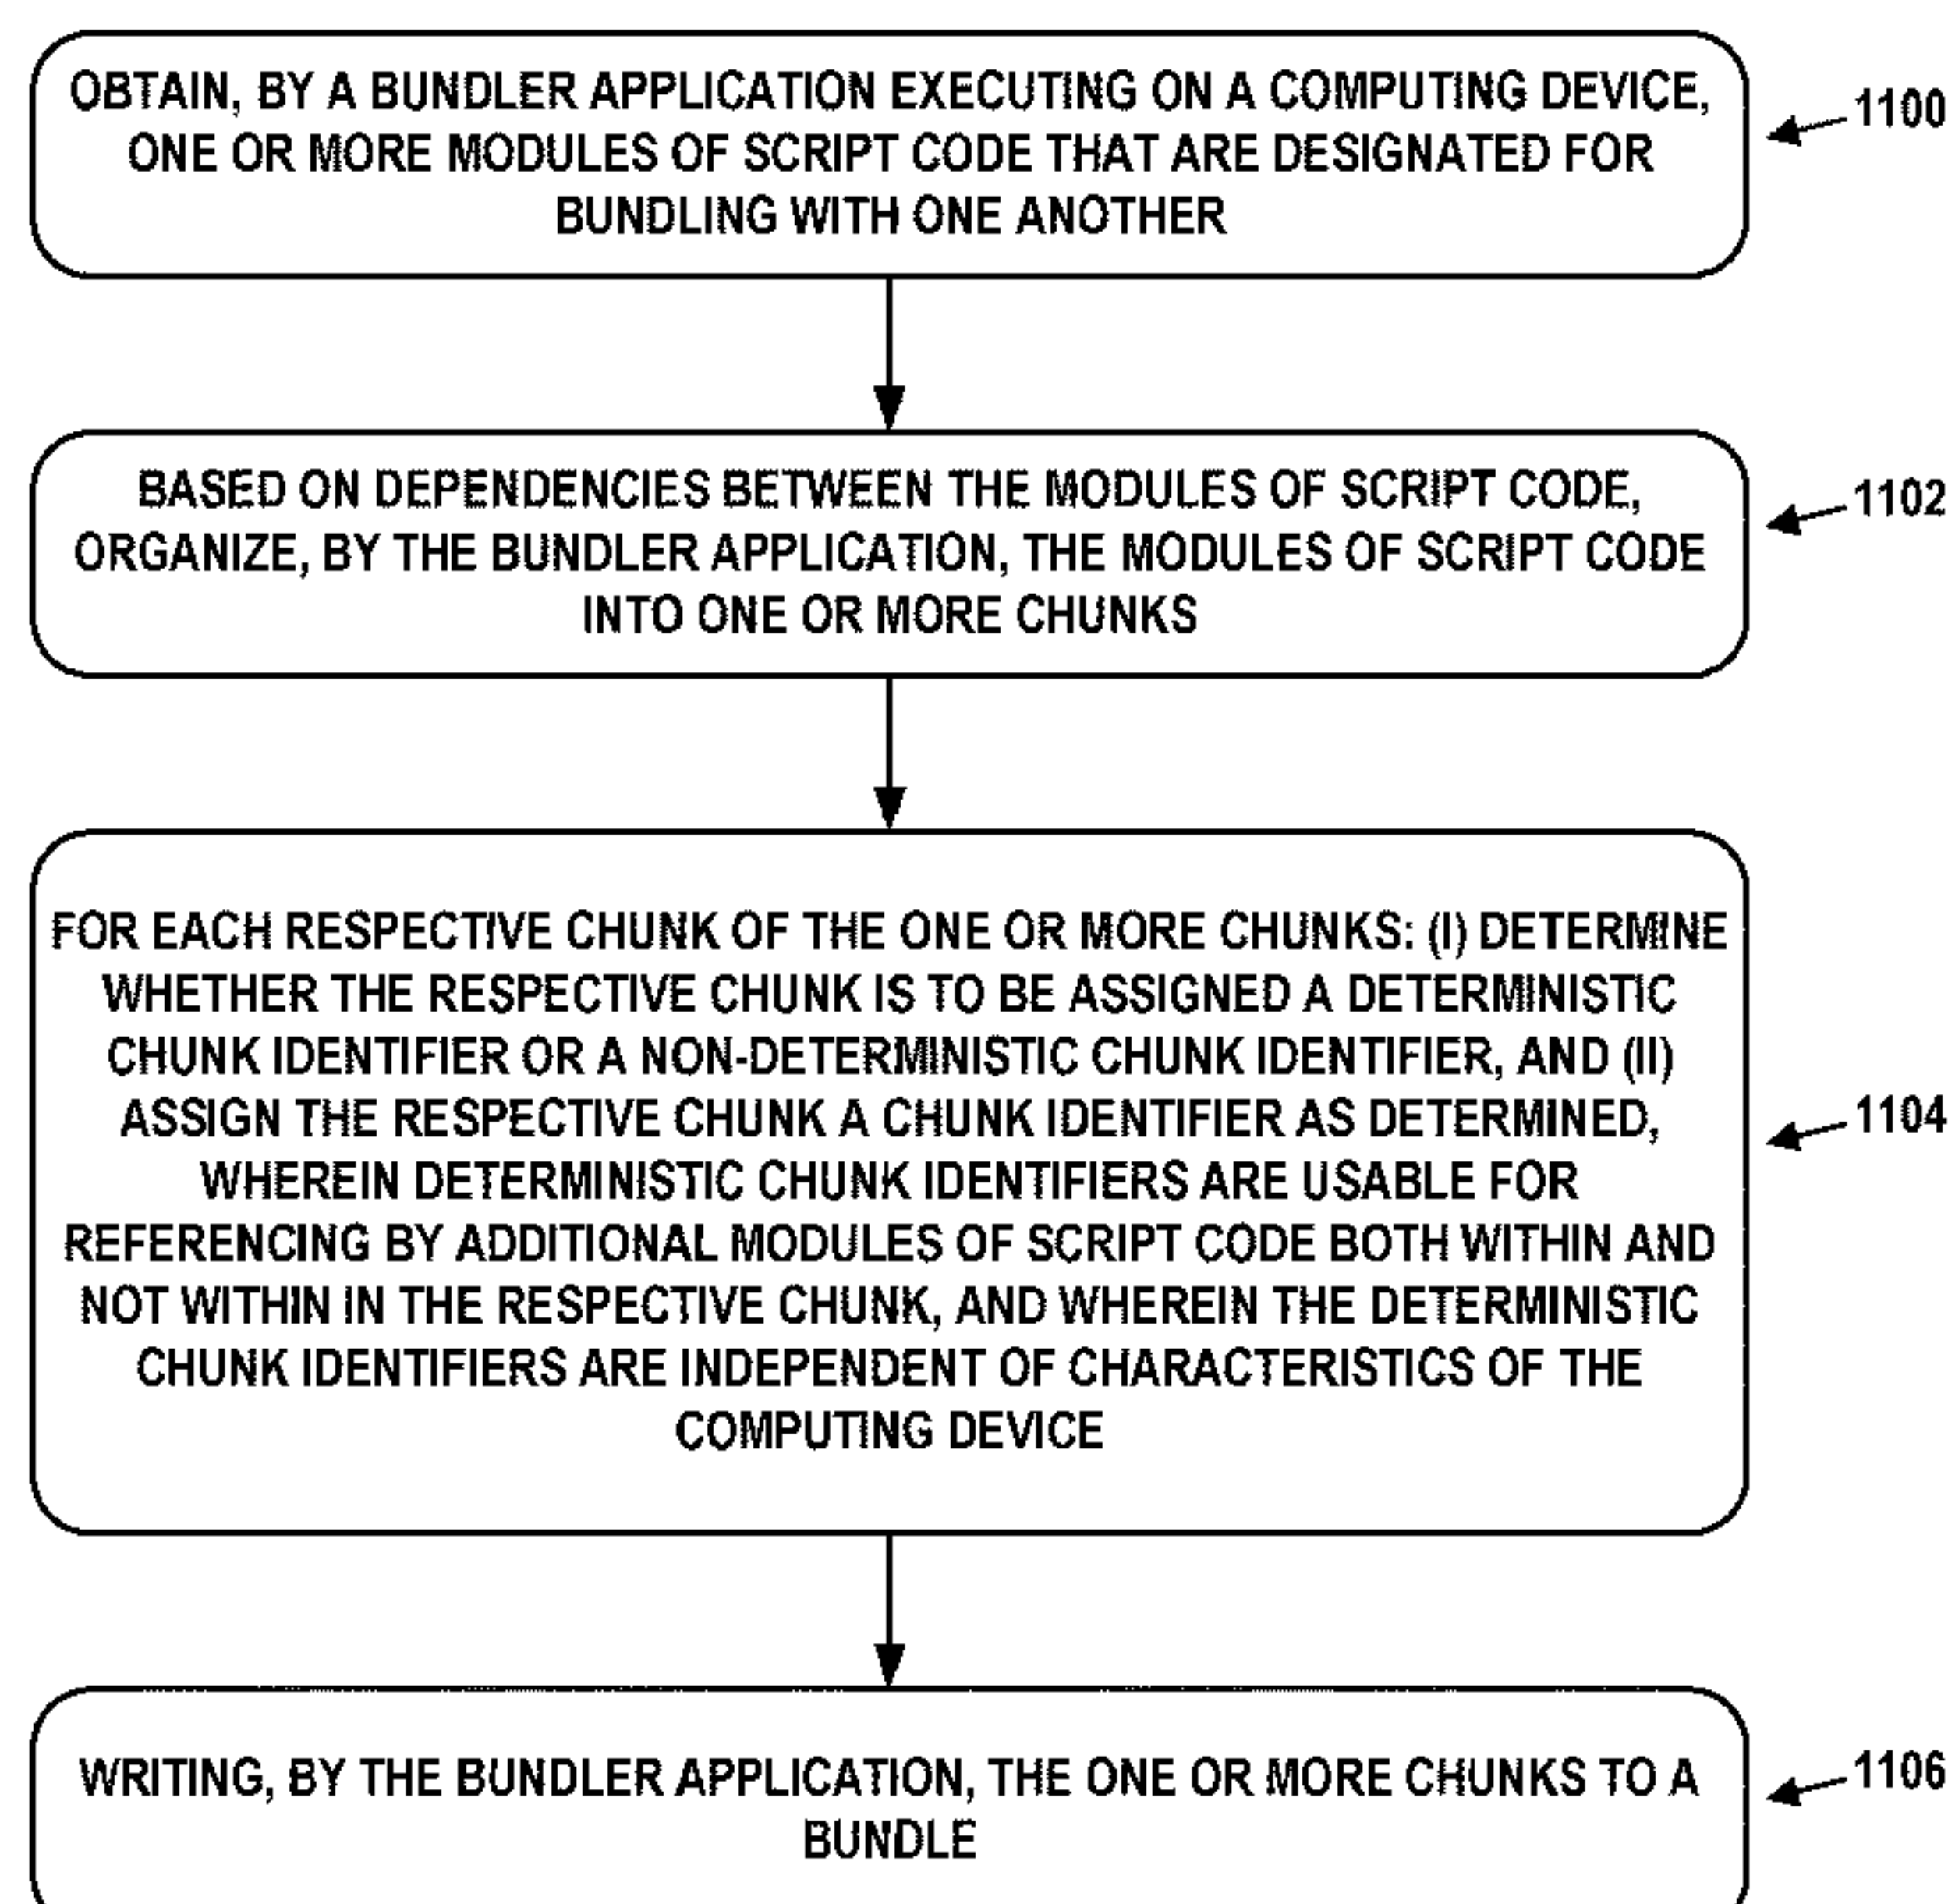 OBTAIN, BY A BUNDLER APPLICATION EXECUTING ON A COMPUTING DEVICE,
ONE OR MORE MODULES OF SCRIPT CODE THAT ARE DESIGNATED FOR
BUNDLING WITH ONE ANOTHER
1100
BASED ON DEPENDENCIES BETWEEN THE MODULES OF SCRIPT CODE,
ORGANIZE, BY THE BUNDLER APPLICATION, THE MODULES OF SCRIPT CODE
INTO ONE OR MORE CHUNKS
1102
FOR EACH RESPECTIVE CHUNK OF THE ONE OR MORE CHUNKS: (I) DETERMINE
WHETHER THE RESPECTIVE CHUNK IS TO BE ASSIGNED A DETERMINISTIC
CHUNK IDENTIFIER OR A NON-DETERMINISTIC CHUNK IDENTIFIER, AND (II)
ASSIGN THE RESPECTIVE CHUNK A CHUNK IDENTIFIER AS DETERMINED,
WHEREIN DETERMINISTIC CHUNK IDENTIFIERS ARE USABLE FOR
REFERENCING BY ADDITIONAL MODULES OF SCRIPT CODE BOTH WITHIN AND
NOT WITHIN IN THE RESPECTIVE CHUNK, AND WHEREIN THE DETERMINISTIC
CHUNK IDENTIFIERS ARE INDEPENDENT OF CHARACTERISTICS OF THE
COMPUTING DEVICE
1104
WRITING, BY THE BUNDLER APPLICATION, THE ONE OR MORE CHUNKS TO A
BUNDLE
1106